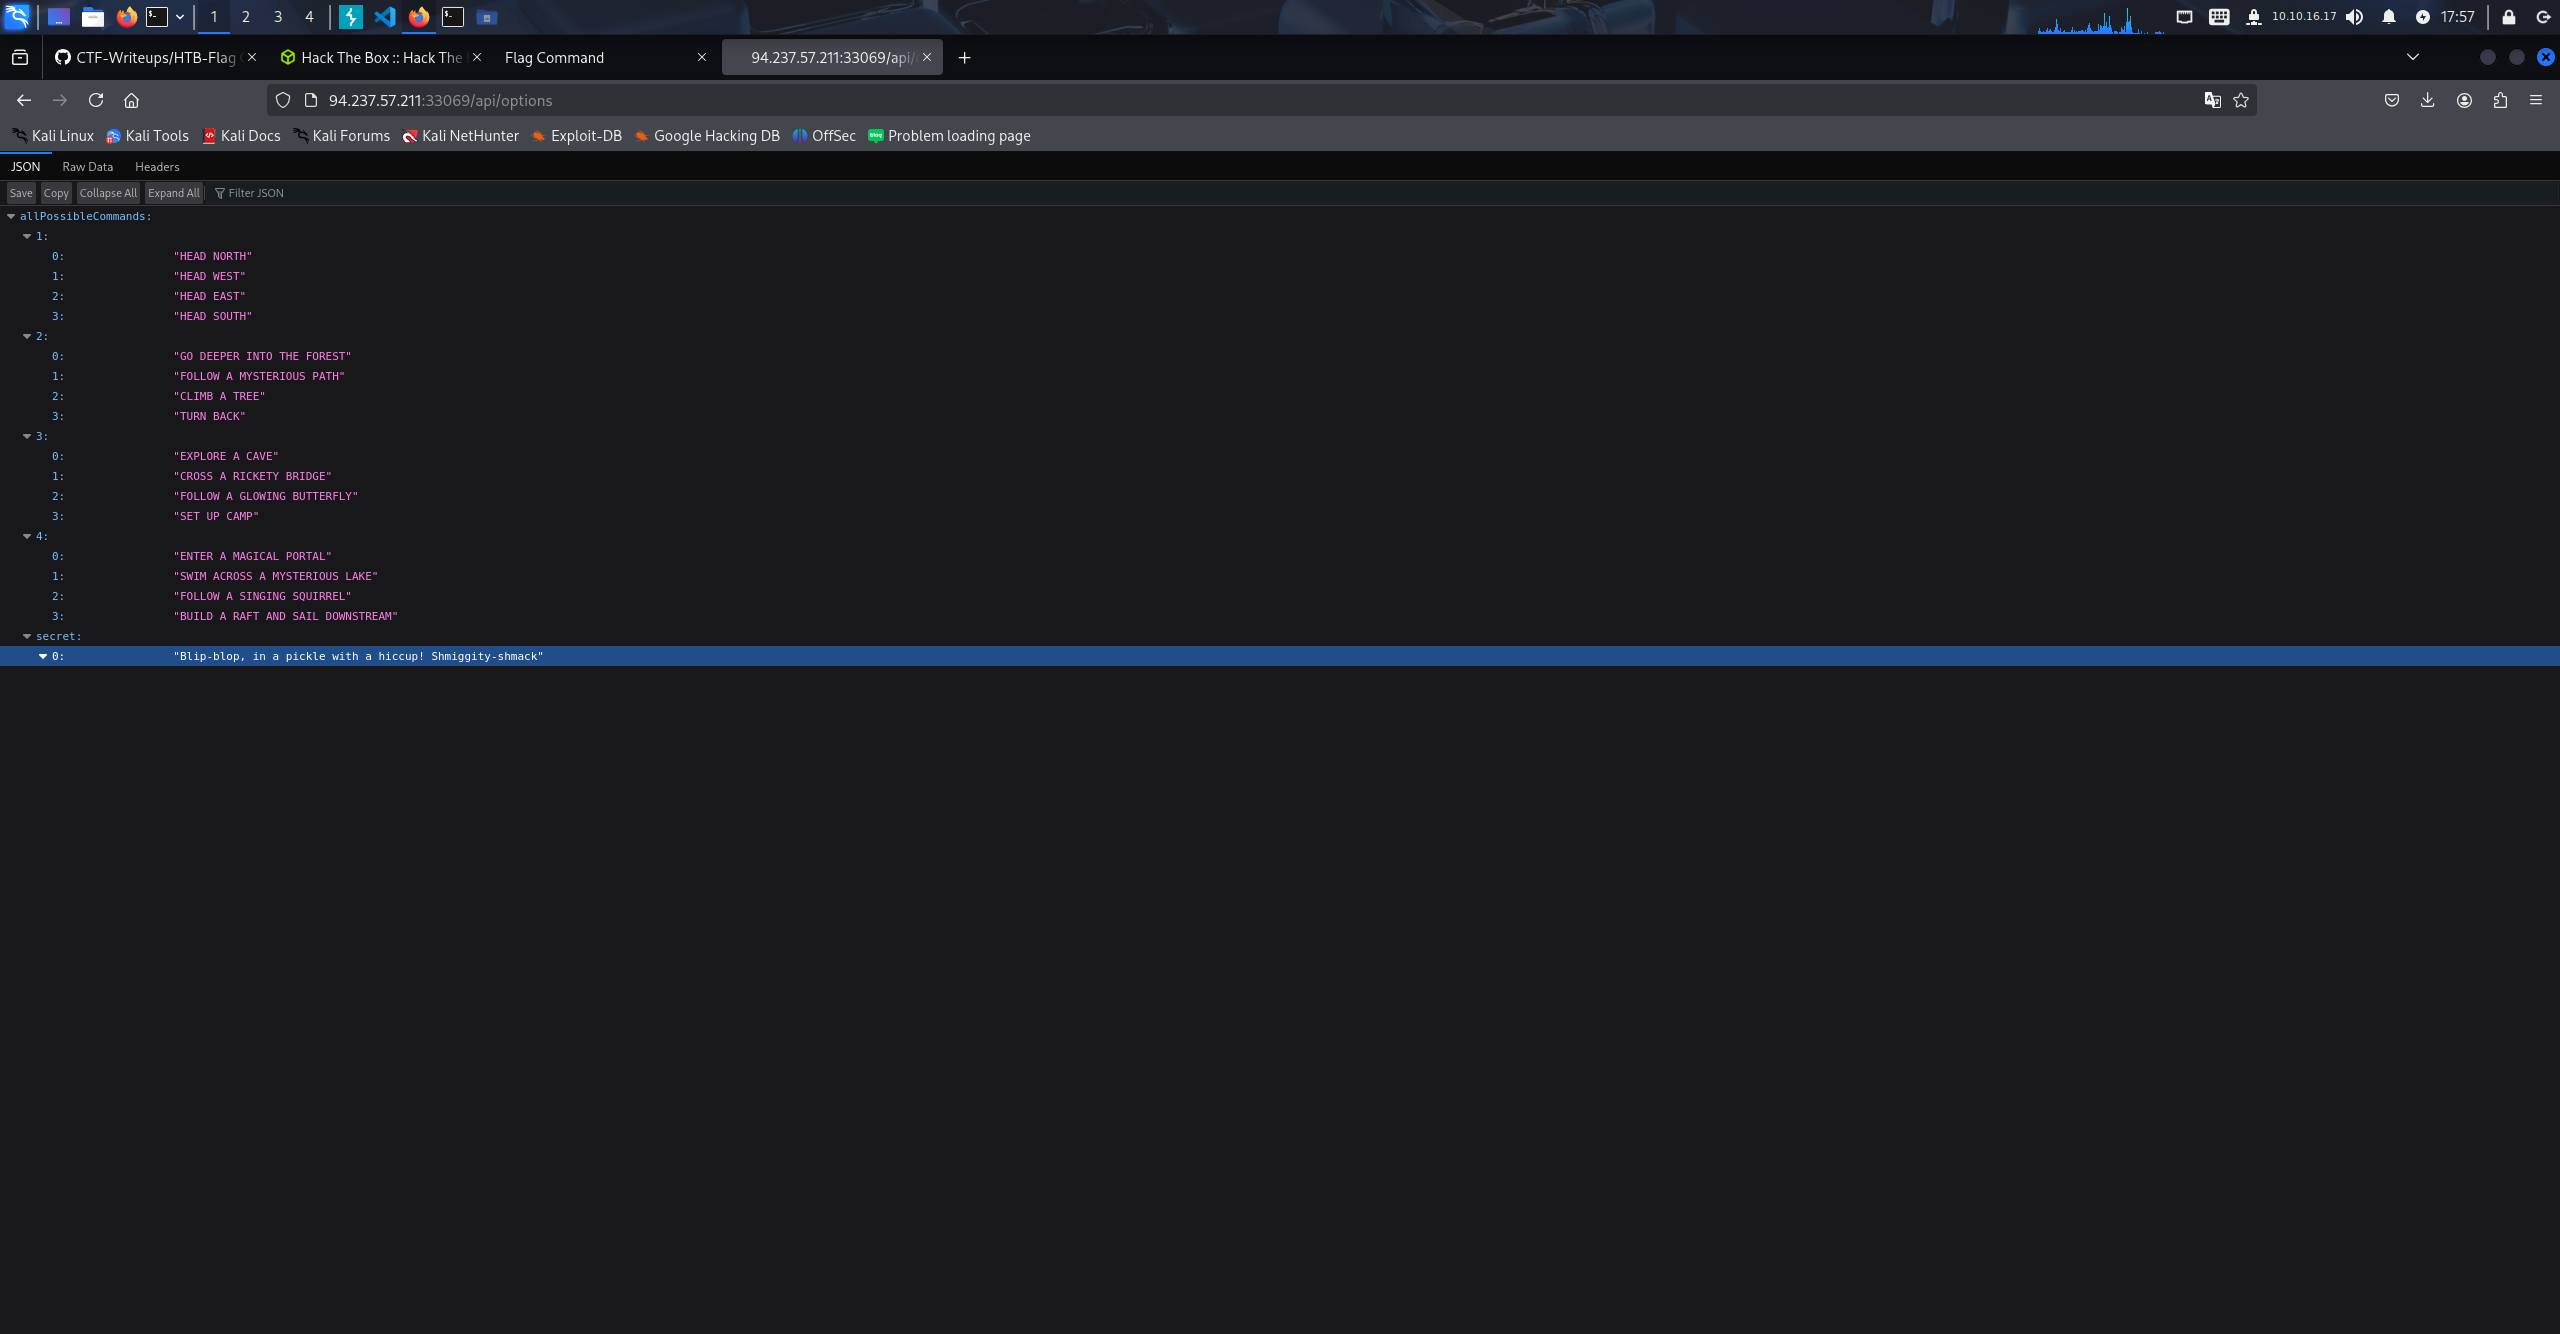 1 2 3 4 10.10.16.17 17:57
CTF-Writeups/HTB-Flag Hack The Box :: Hack The Flag Command 94.237.57.211:33069/api/
94.237.57.211:33069/api/options
Kali Linux Kali Tools Kali Docs Kali Forums Kali NetHunter Exploit-DB Google Hacking DB OffSec Problem loading page
JSON Raw Data Headers
Save Copy Collapse All Expand All Filter JSON
allPossibleCommands:
1:
0: "HEAD NORTH"
1: "HEAD WEST"
2: "HEAD EAST"
3: "HEAD SOUTH"
2:
0: "GO DEEPER INTO THE FOREST"
1: "FOLLOW A MYSTERIOUS PATH"
2: "CLIMB A TREE"
3: "TURN BACK"
3:
0: "EXPLORE A CAVE"
1: "CROSS A RICKETY BRIDGE"
2: "FOLLOW A GLOWING BUTTERFLY"
3: "SET UP CAMP"
4:
0: "ENTER A MAGICAL PORTAL"
1: "SWIM ACROSS A MYSTERIOUS LAKE"
2: "FOLLOW A SINGING SQUIRREL"
3: "BUILD A RAFT AND SAIL DOWNSTREAM"
secret:
0: "Blip-blop, in a pickle with a hiccup! Shmiggity-shmack"